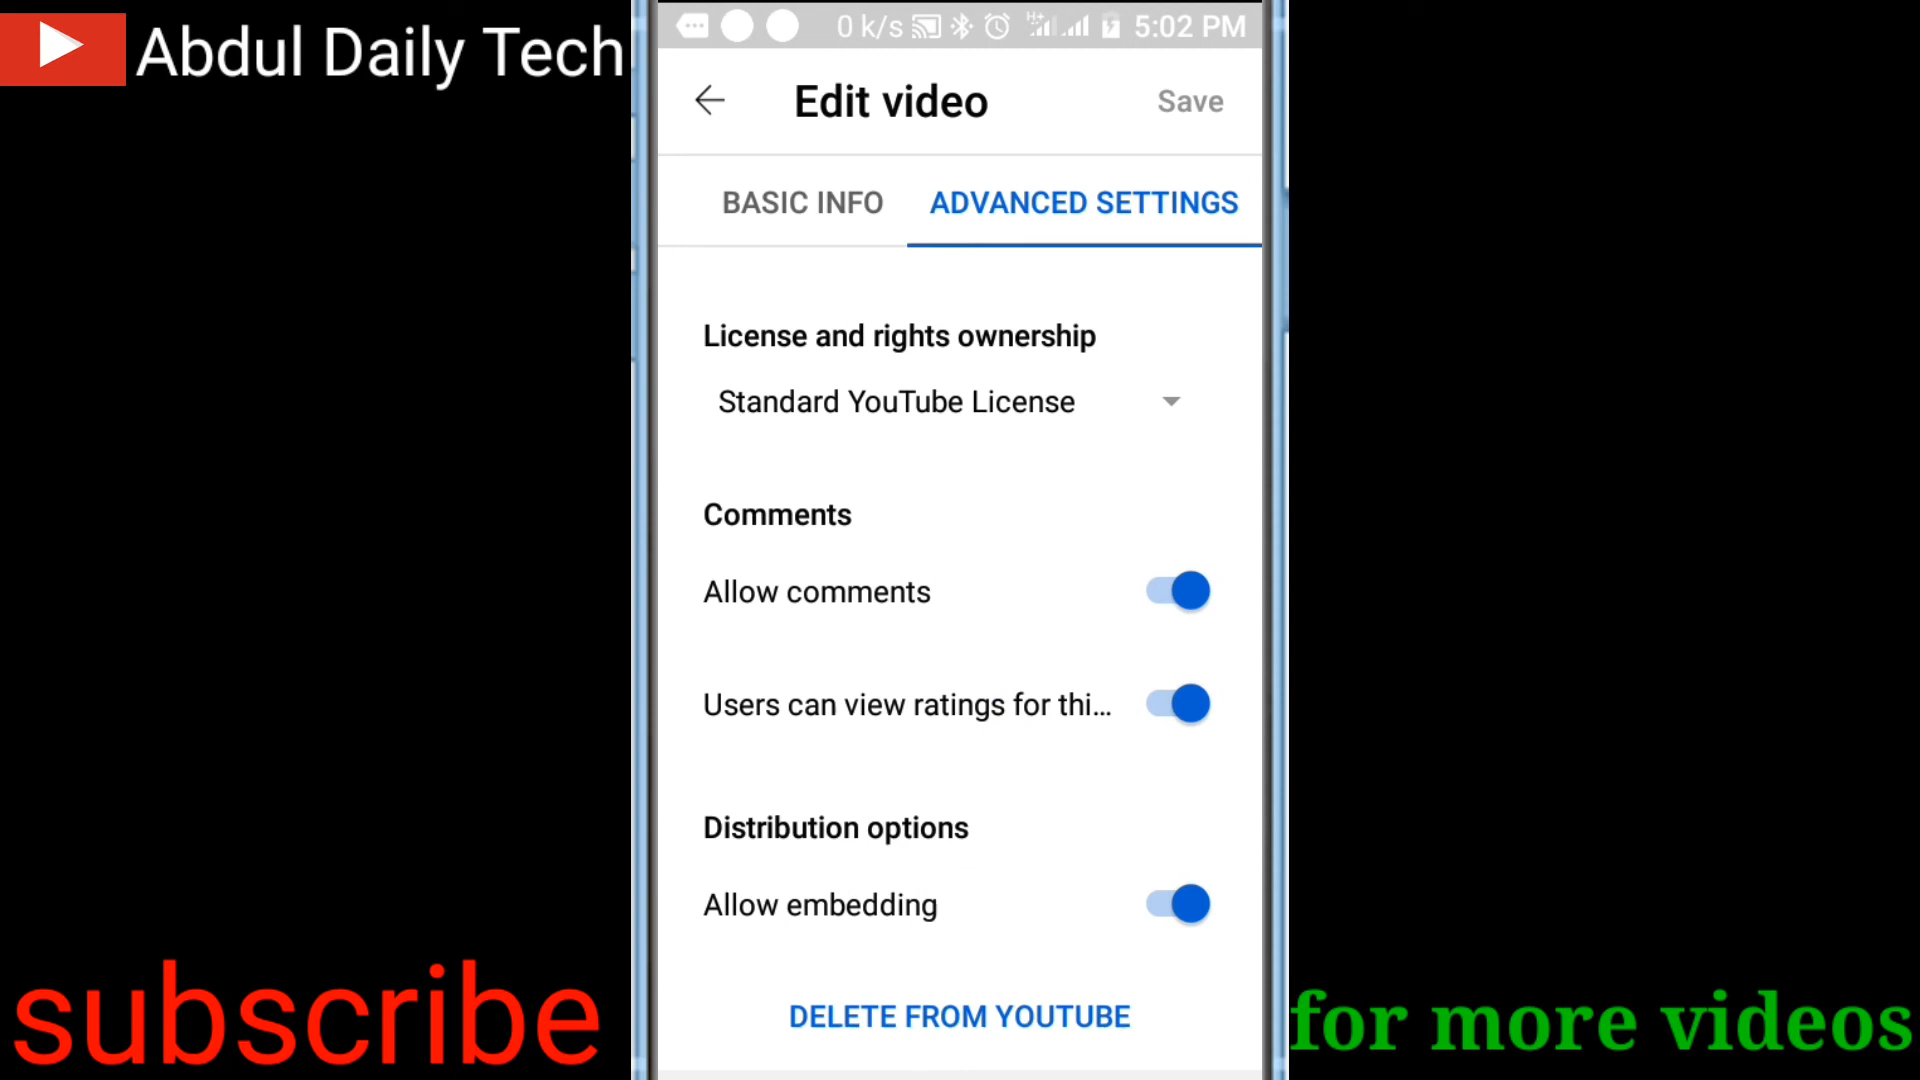 Abdul Daily Tech
0 k/s H+ 5:02 PM
Edit video Save
BASIC INFO ADVANCED SETTINGS
License and rights ownership
Standard YouTube License
Comments
Allow comments
Users can view ratings for thi...
Distribution options
Allow embedding
DELETE FROM YOUTUBE
subscribe for more videos